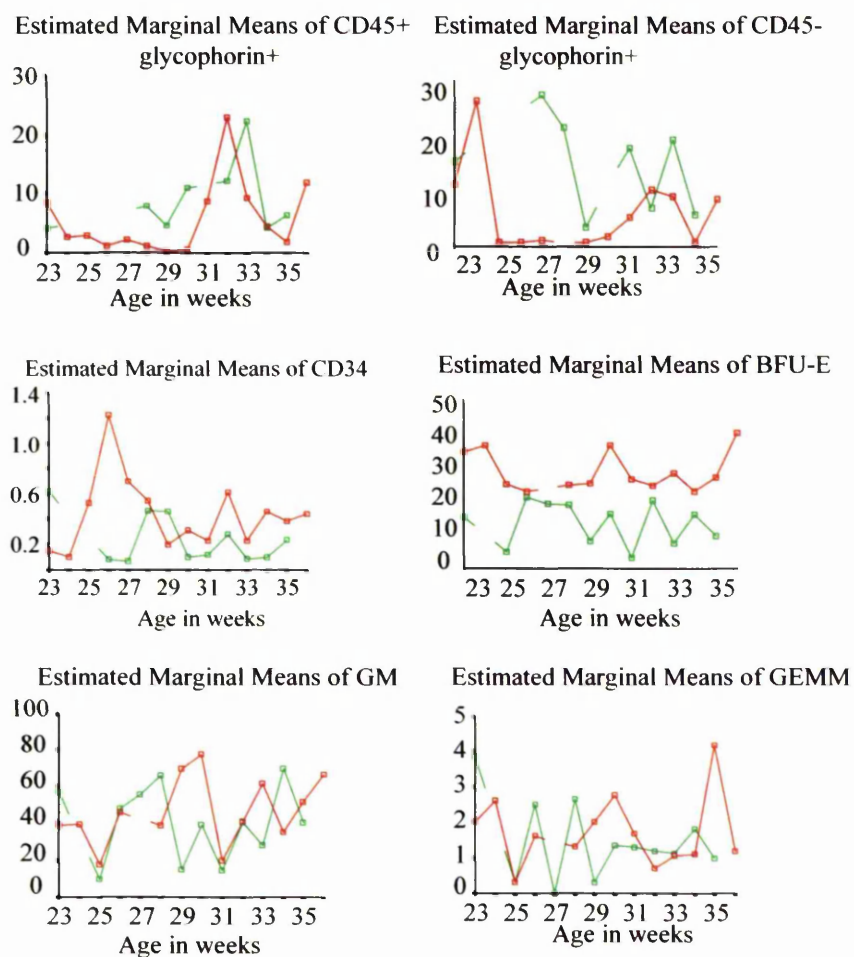 Estimated Marginal Means of CD45+
glycophorin+
30
20
10
0
23 25 27 29 31 33 35
Age in weeks
Estimated Marginal Means of CD45-
glycophorin+
30
20
10
0
23 25 27 29 31 33 35
Age in weeks
Estimated Marginal Means of CD34
1.4
1.0
0.6
0.2
23 25 27 29 31 33 35
Age in weeks
Estimated Marginal Means of BFU-E
50
40
30
20
10
0
23 25 27 29 31 33 35
Age in weeks
Estimated Marginal Means of GM
100
80
60
40
20
0
23 25 27 29 31 33 35
Age in weeks
Estimated Marginal Means of GEMM
5
4
3
2
1
0
23 25 27 29 31 33 35
Age in weeks